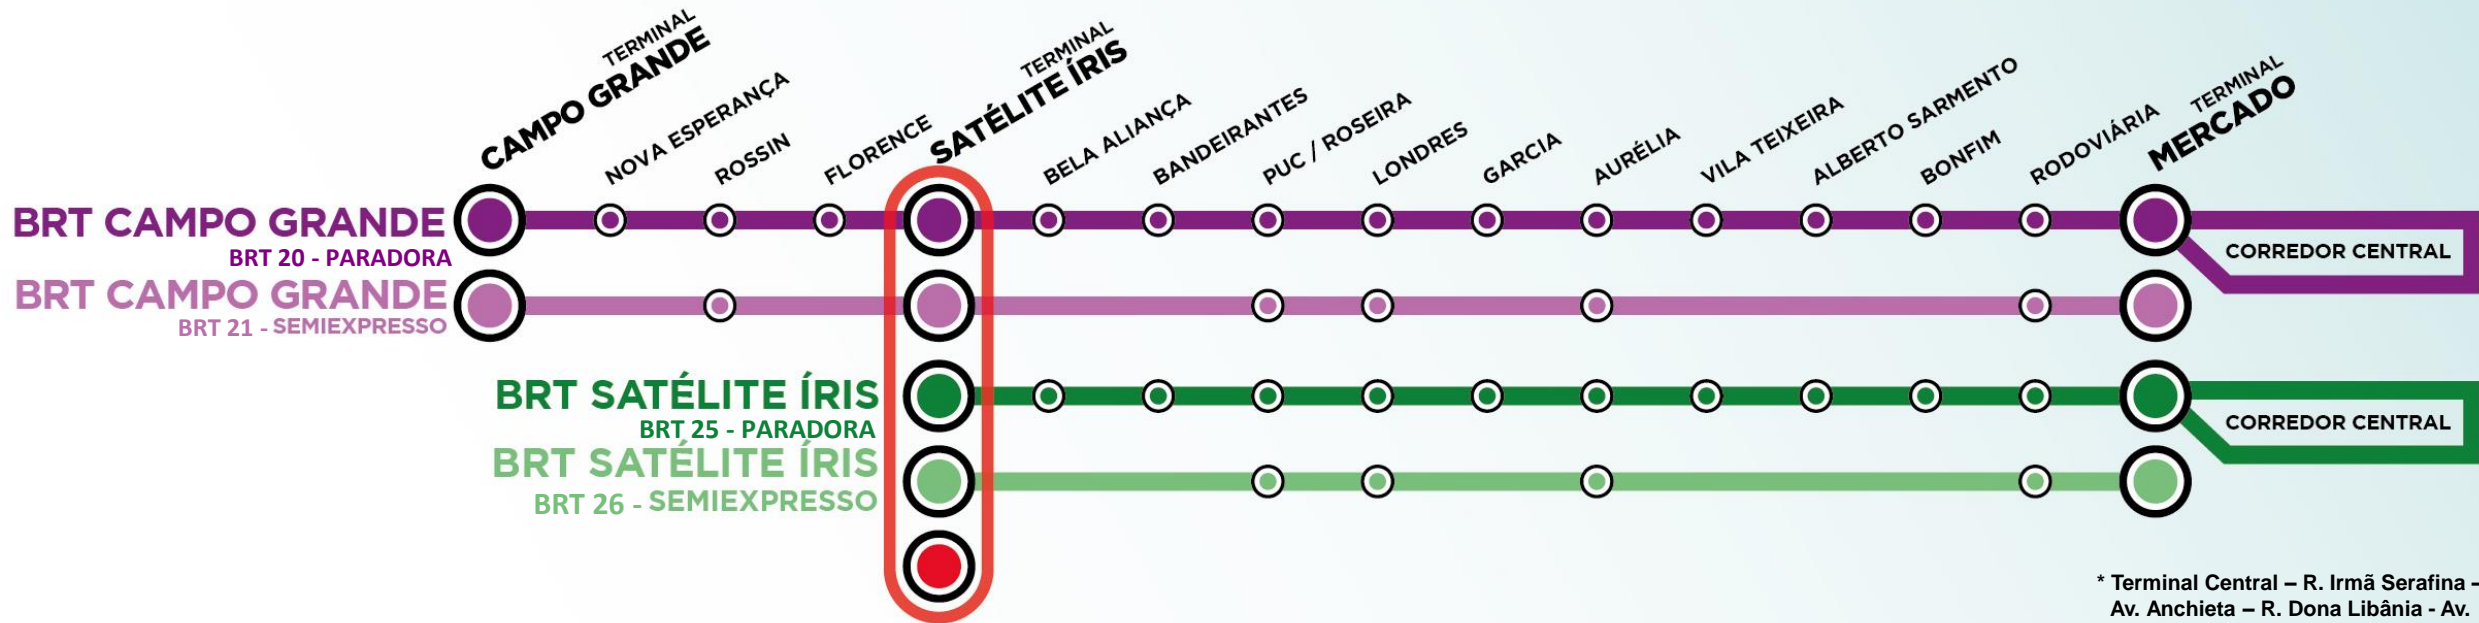 TERMINAL
CAMPO GRANDE
NOVA ESPERANÇA
ROSSIN
FLORENCE
TERMINAL
SATÉLITE ÍRIS
BELA ALIANÇA
BANDEIRANTES
PUC / ROSEIRA
LONDRES
GARCIA
AURÉLIA
VILA TEIXEIRA
ALBERTO SARMENTO
BONFIM
RODOVIÁRIA
TERMINAL
MERCADO
BRT CAMPO GRANDE
BRT 20 - PARADORA
CORREDOR CENTRAL
BRT CAMPO GRANDE
BRT 21 - SEMIEXPRESSO
BRT SATÉLITE ÍRIS
BRT 25 - PARADORA
CORREDOR CENTRAL
BRT SATÉLITE ÍRIS
BRT 26 - SEMIEXPRESSO
* Terminal Central – R. Irmã Serafina –
Av. Anchieta – R. Dona Libânia - Av.